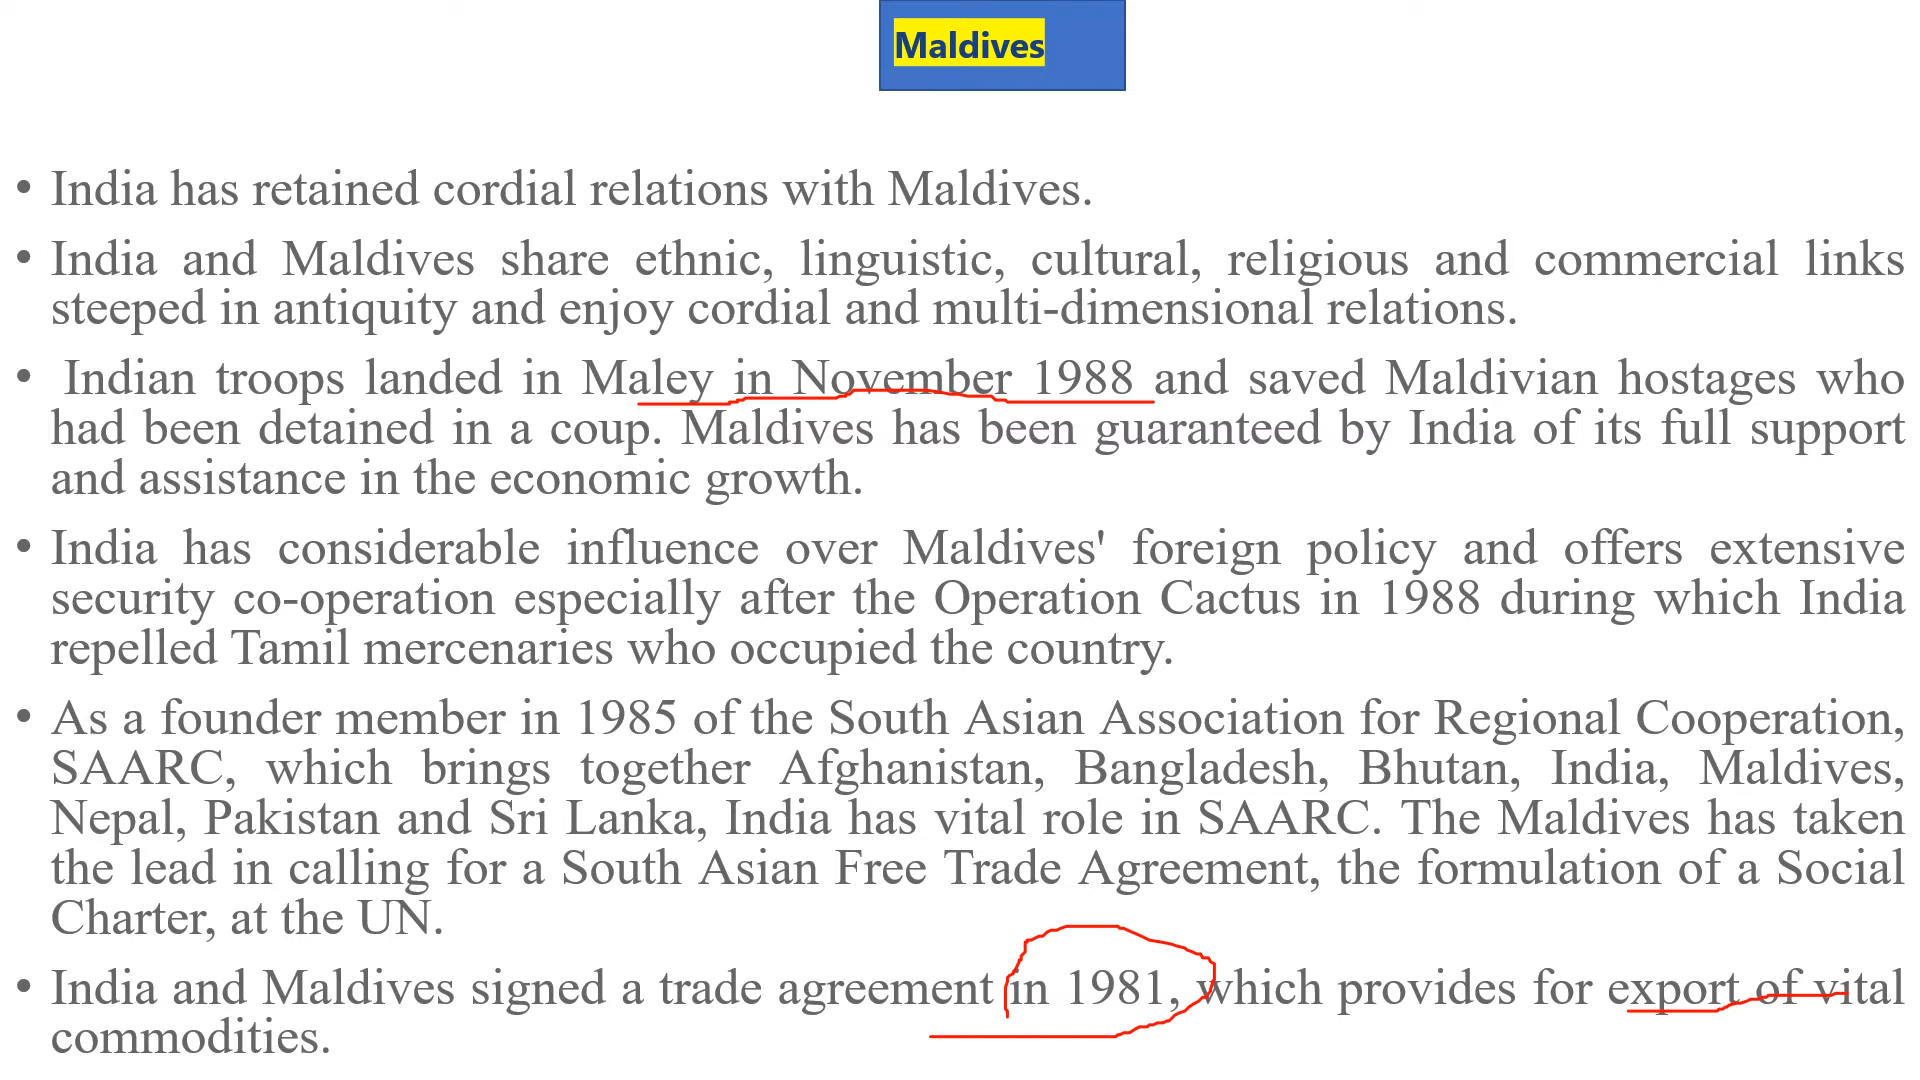 Maldives
• India has retained cordial relations with Maldives.
• India and Maldives share ethnic, linguistic, cultural, religious and commercial links
steeped in antiquity and enjoy cordial and multi-dimensional relations.
• Indian troops landed in Maley in November 1988 and saved Maldivian hostages who
had been detained in a coup. Maldives has been guaranteed by India of its full support
and assistance in the economic growth.
• India has considerable influence over Maldives' foreign policy and offers extensive
security co-operation especially after the Operation Cactus in 1988 during which India
repelled Tamil mercenaries who occupied the country.
• As a founder member in 1985 of the South Asian Association for Regional Cooperation,
SAARC, which brings together Afghanistan, Bangladesh, Bhutan, India, Maldives,
Nepal, Pakistan and Sri Lanka, India has vital role in SAARC. The Maldives has taken
the lead in calling for a South Asian Free Trade Agreement, the formulation of a Social
Charter, at the UN.
• India and Maldives signed a trade agreement in 1981, which provides for export of vital
commodities.